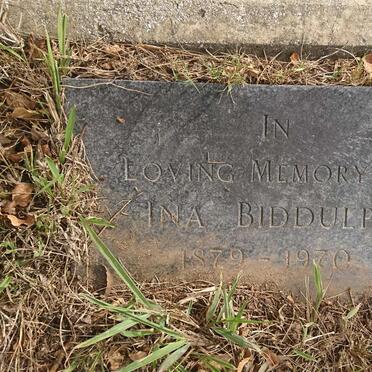 IN
LOVING MEMORY
INA BIDDULP
1879 - 1970